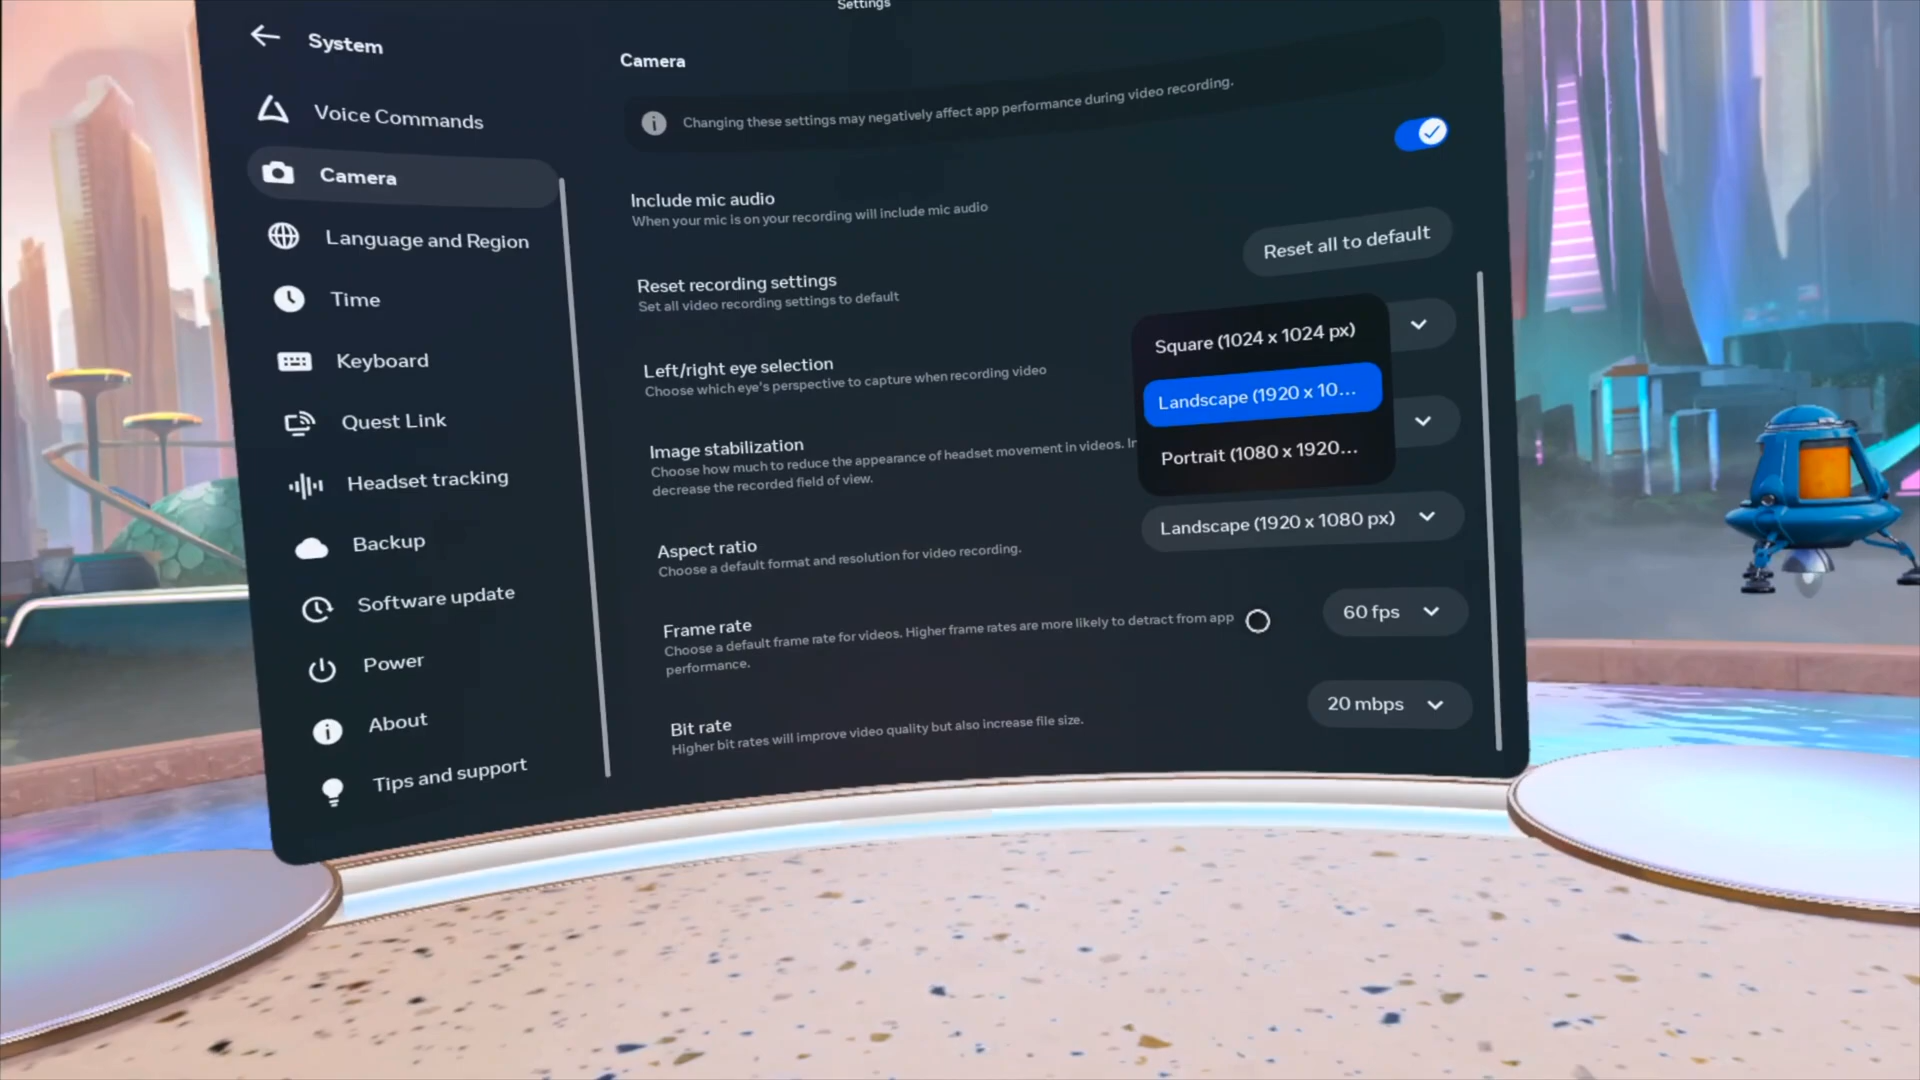 Settings
System
Voice Commands
Camera
Language and Region
Time
Keyboard
Quest Link
Headset tracking
Backup
Software update
Power
About
Tips and support
Camera
Changing these settings may negatively affect app performance during video recording.
Include mic audio
When your mic is on your recording will include mic audio
Reset recording settings
Set all video recording settings to default
Reset all to default
Left/right eye selection
Choose which eye's perspective to capture when recording video
Square (1024 x 1024 px)
Landscape (1920 x 10...
Portrait (1080 x 1920...
Image stabilization
Choose how much to reduce the appearance of headset movement in videos. In
decrease the recorded field of view.
Aspect ratio
Choose a default format and resolution for video recording.
Landscape (1920 x 1080 px)
Frame rate
Choose a default frame rate for videos. Higher frame rates are more likely to detract from app
performance.
60 fps
Bit rate
Higher bit rates will improve video quality but also increase file size.
20 mbps